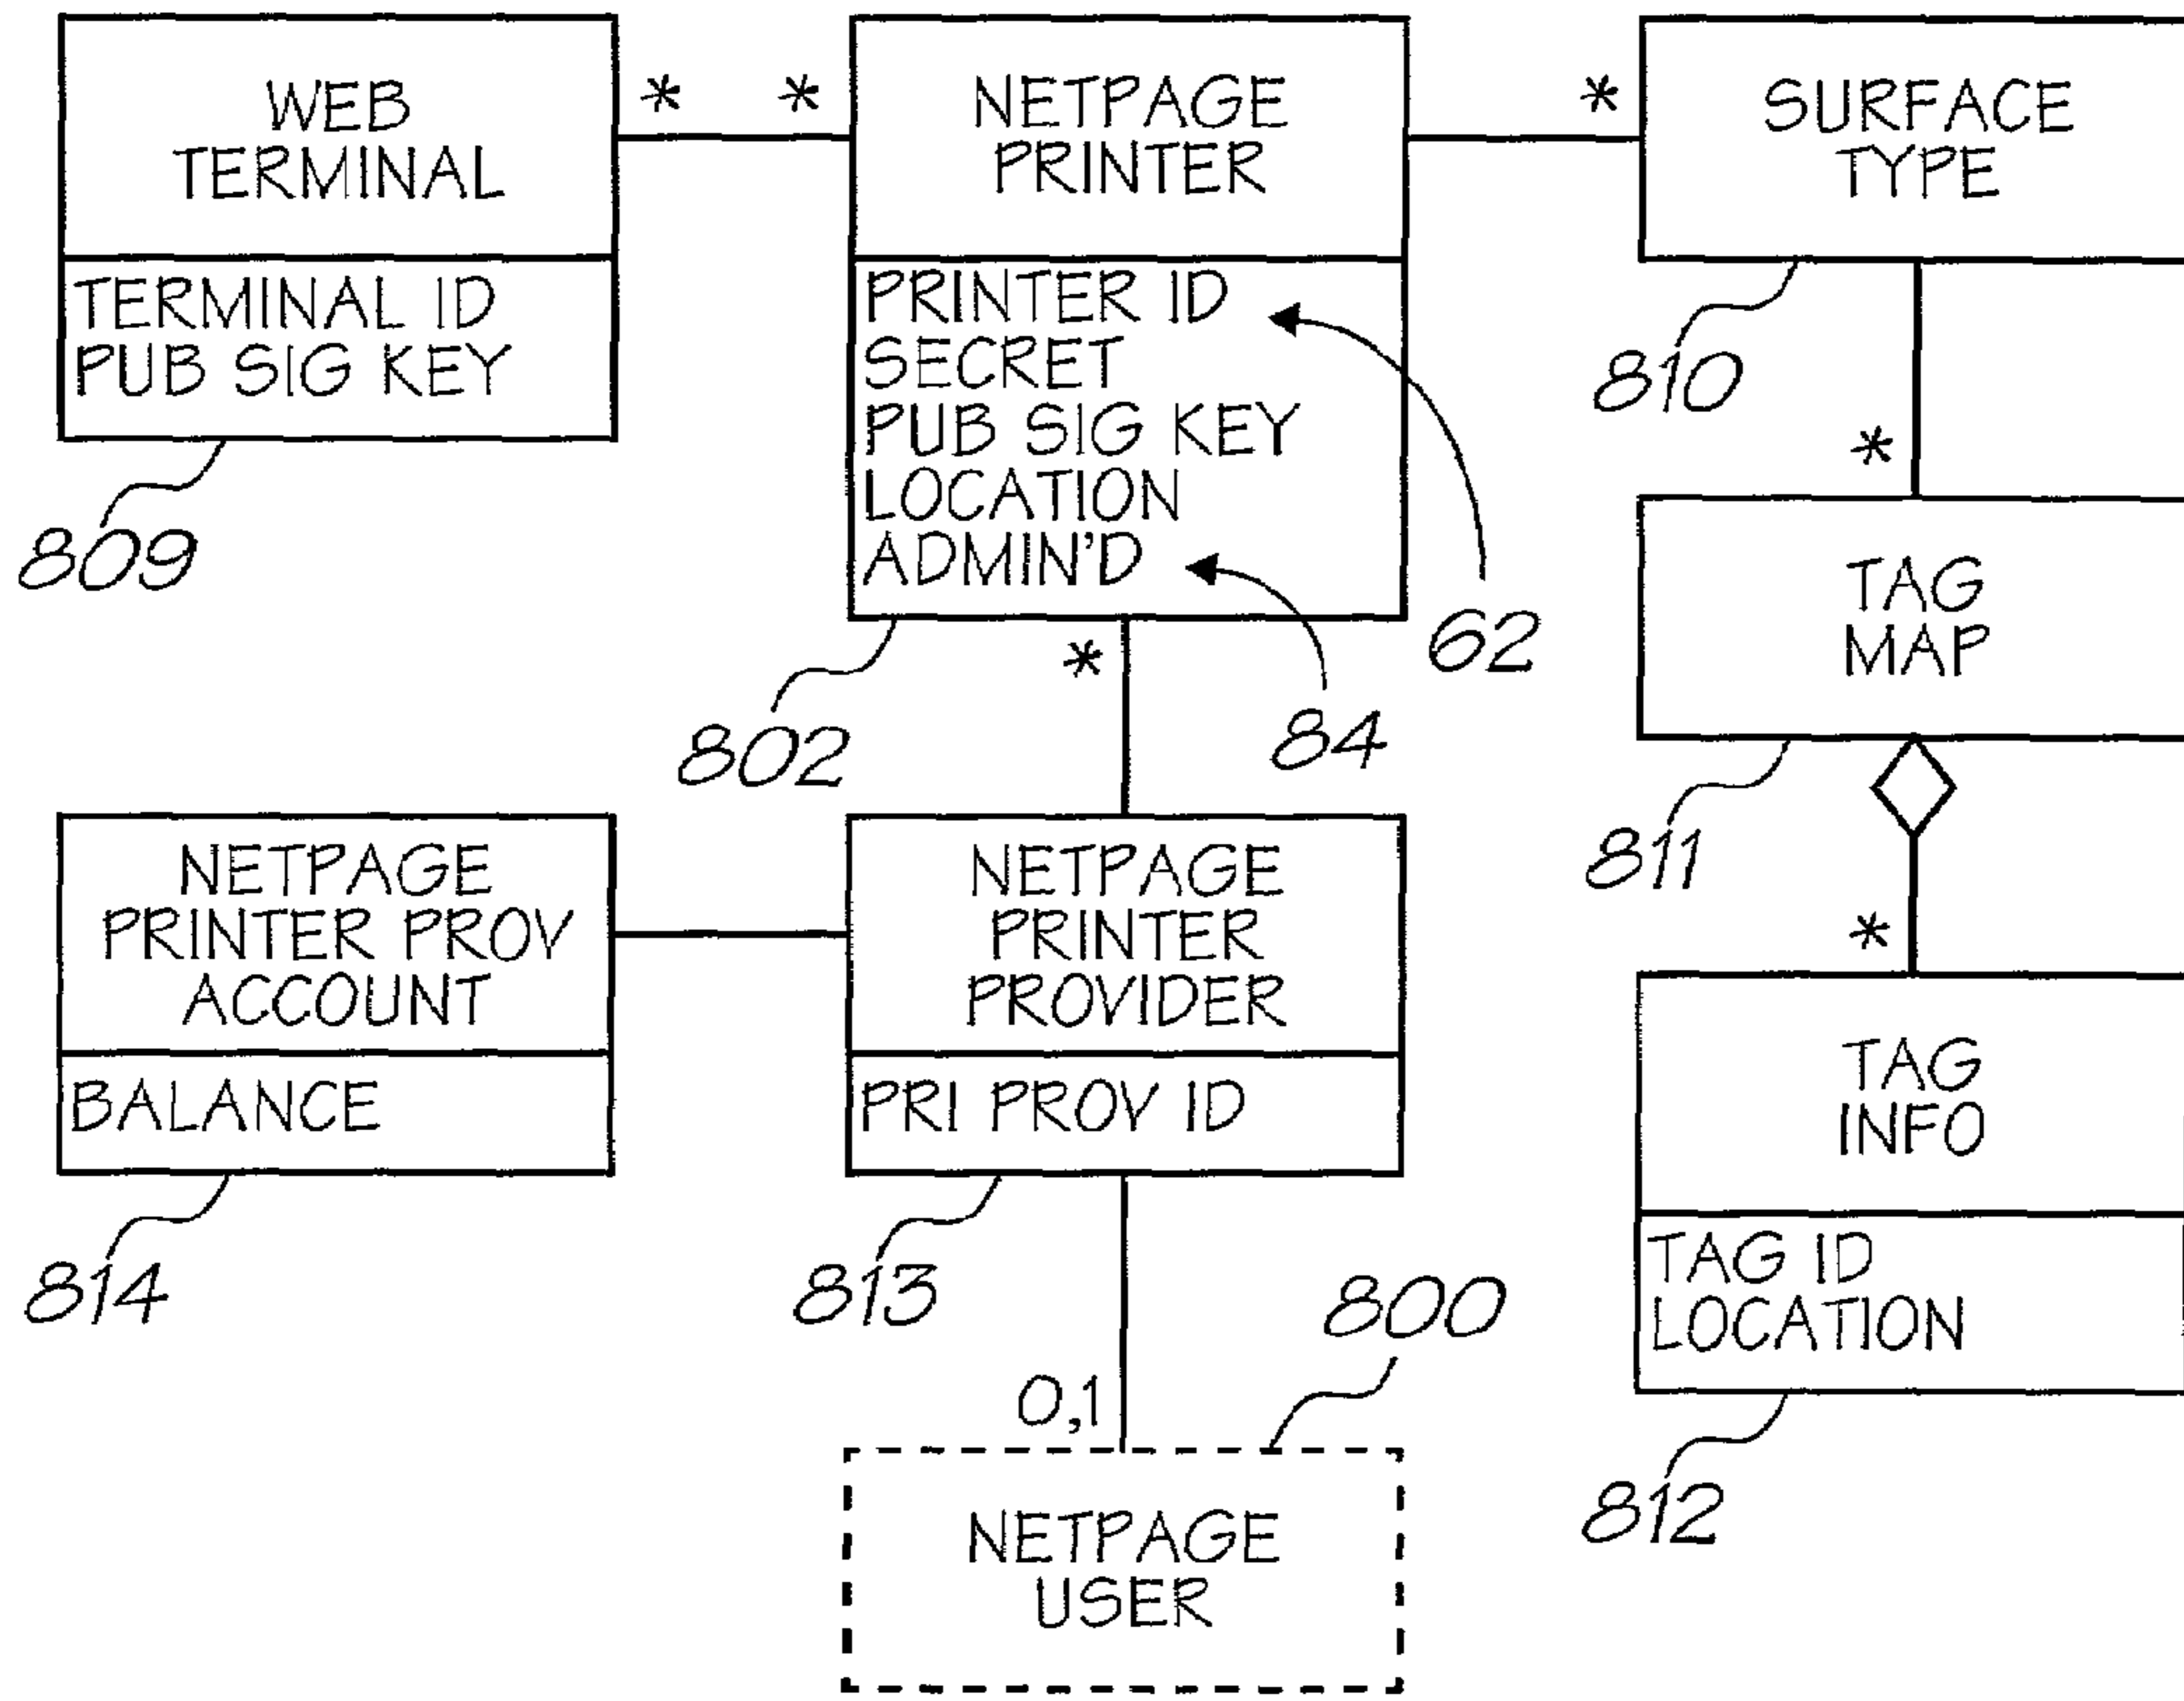 WEB
TERMINAL
TERMINAL ID
PUB SIG KEY
809
* *
NETPAGE
PRINTER
PRINTER ID
SECRET
PUB SIG KEY
LOCATION
ADMIN'D
802
62
84
*
*
SURFACE
TYPE
810
*
TAG
MAP
811
*
TAG
INFO
TAG ID
LOCATION
812
NETPAGE
PRINTER PROV
ACCOUNT
BALANCE
814
NETPAGE
PRINTER
PROVIDER
PRI PROV ID
813
0,1
800
NETPAGE
USER